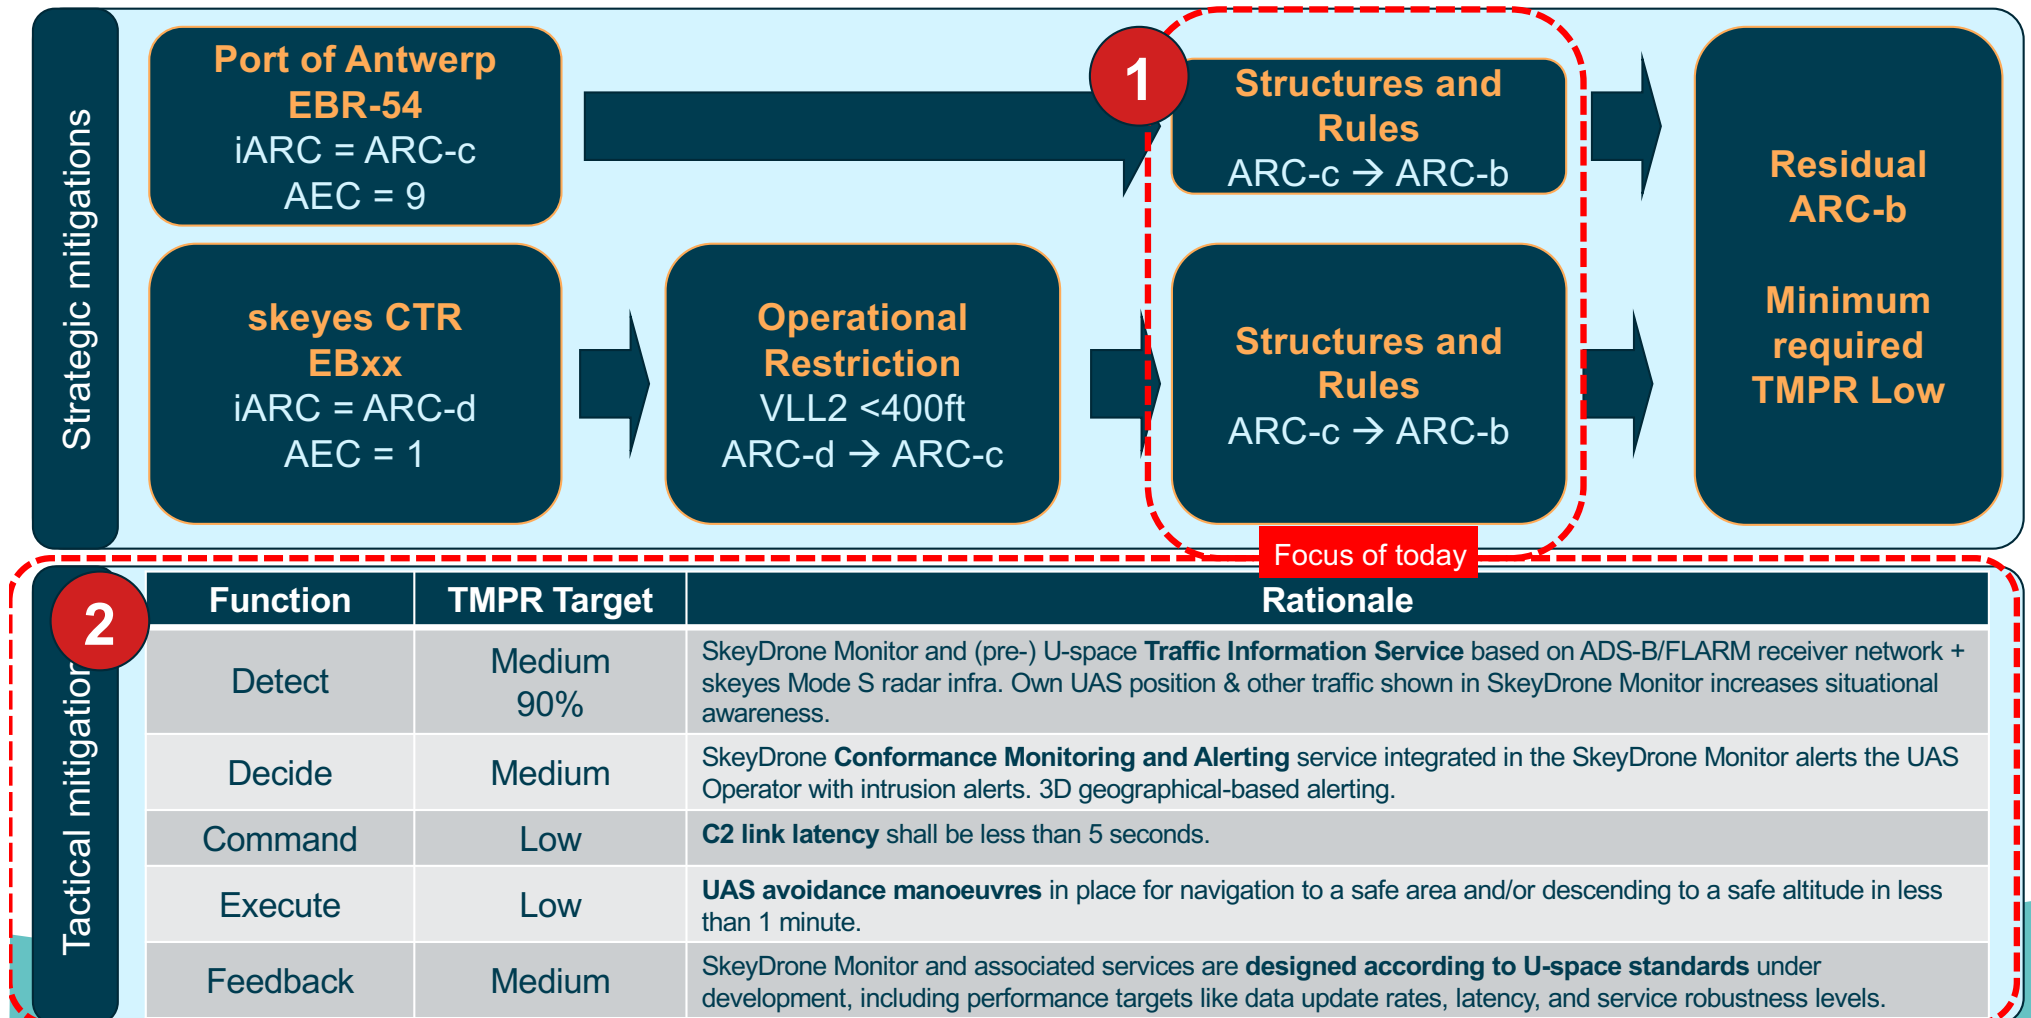 Strategic mitigations
Port of Antwerp
EBR-54
iARC = ARC-c
AEC = 9
1
Structures and
Rules
ARC-c → ARC-b
Residual
ARC-b
Minimum
required
TMPR Low
skeyes CTR
EBxx
iARC = ARC-d
AEC = 1
Operational
Restriction
VLL2 <400ft
ARC-d → ARC-c
Structures and
Rules
ARC-c → ARC-b
Focus of today
2
Tactical mitigation
Function
TMPR Target
Rationale
Detect
Medium
90%
SkeyDrone Monitor and (pre-) U-space Traffic Information Service based on ADS-B/FLARM receiver network +
skeyes Mode S radar infra. Own UAS position & other traffic shown in SkeyDrone Monitor increases situational
awareness.
Decide
Medium
SkeyDrone Conformance Monitoring and Alerting service integrated in the SkeyDrone Monitor alerts the UAS
Operator with intrusion alerts. 3D geographical-based alerting.
Command
Low
C2 link latency shall be less than 5 seconds.
Execute
Low
UAS avoidance manoeuvres in place for navigation to a safe area and/or descending to a safe altitude in less
than 1 minute.
Feedback
Medium
SkeyDrone Monitor and associated services are designed according to U-space standards under
development, including performance targets like data update rates, latency, and service robustness levels.